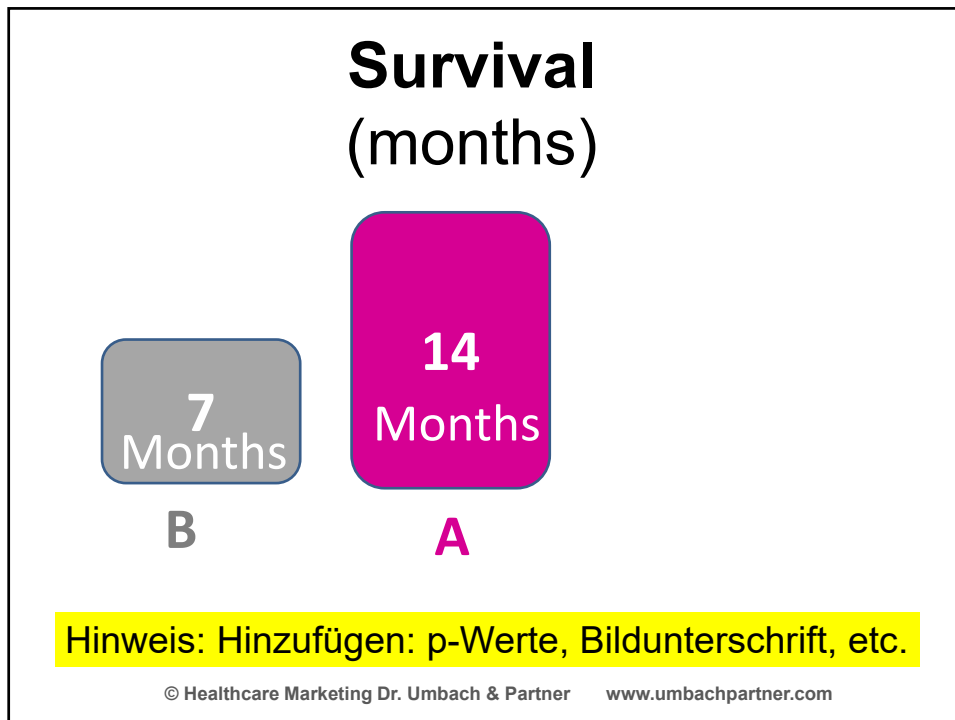 Survival
(months)
14
Months
7
Months
B
A
Hinweis: Hinzufügen: p-Werte, Bildunterschrift, etc.
© Healthcare Marketing Dr. Umbach & Partner www.umbachpartner.com